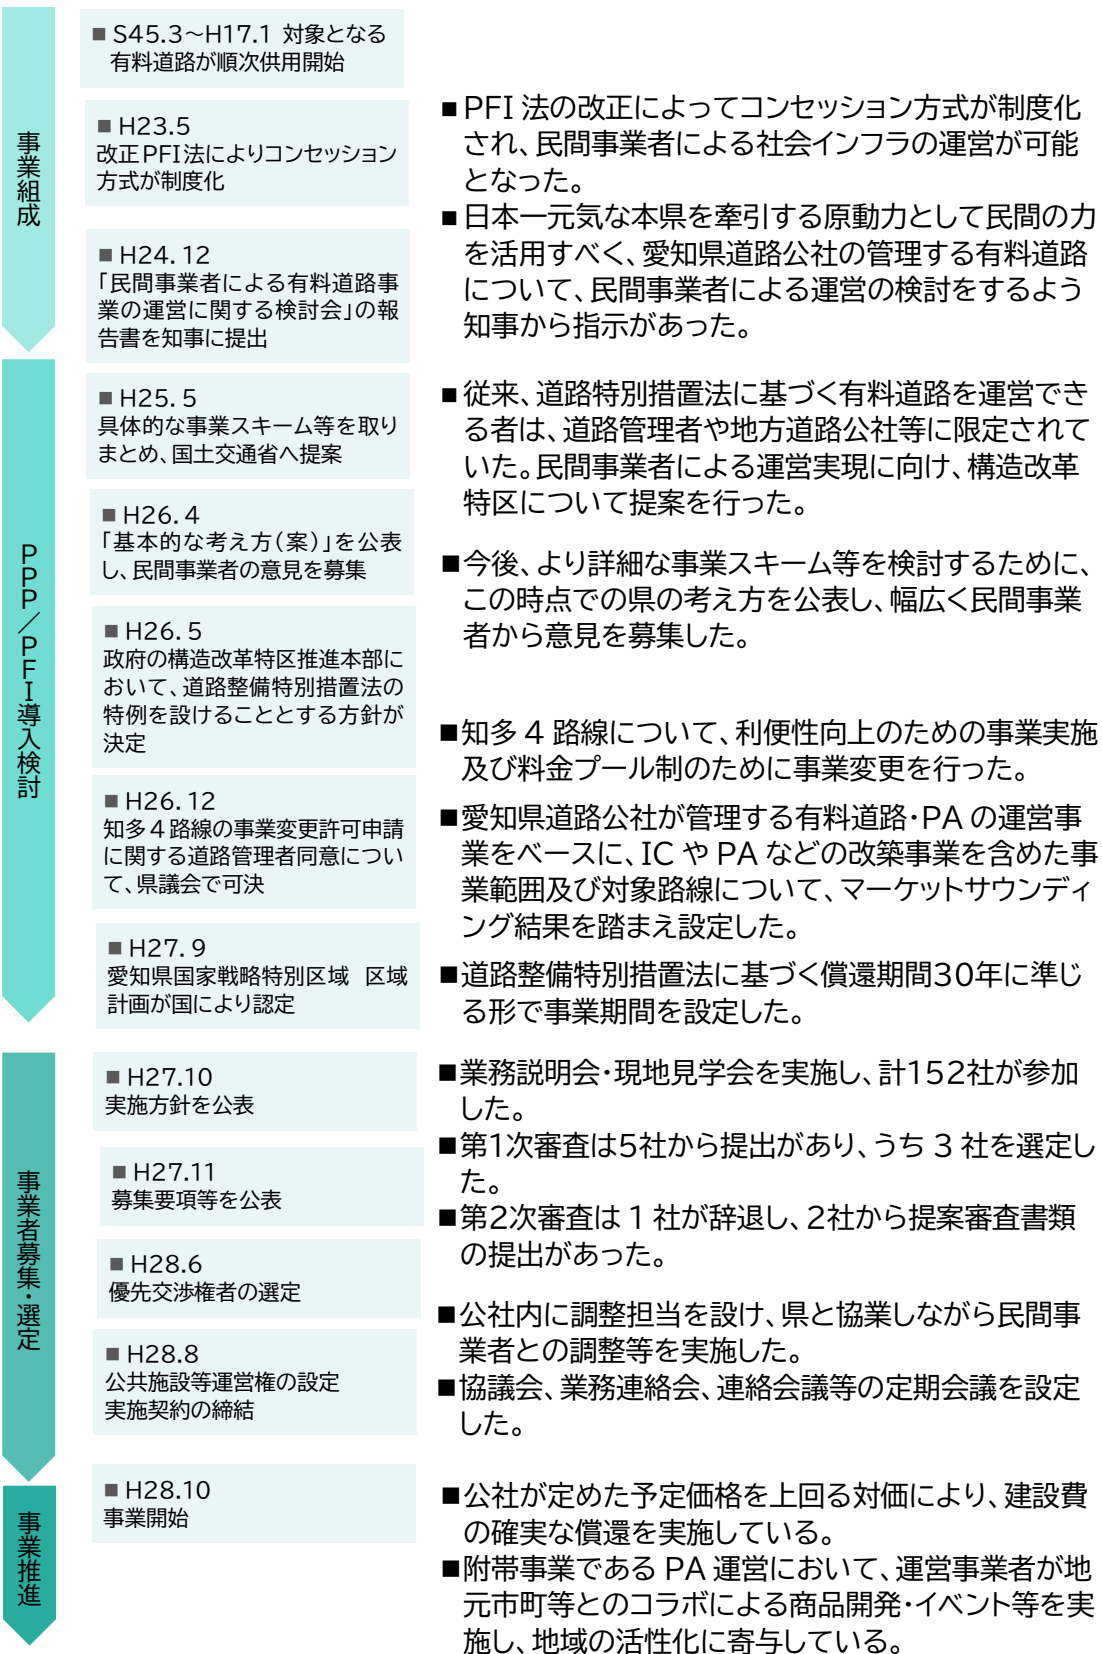 事業組成
■ S45.3～H17.1 対象となる
有料道路が順次供用開始
■ H23.5
改正PFI法によりコンセッション
方式が制度化
■ H24.12
「民間事業者による有料道路事
業の運営に関する検討会」の報
告書を知事に提出
■PFI 法の改正によってコンセッション方式が制度化
され、民間事業者による社会インフラの運営が可能
となった。
■日本一元気な本県を牽引する原動力として民間の力
を活用すべく、愛知県道路公社の管理する有料道路
について、民間事業者による運営の検討をするよう
知事から指示があった。
PPP／PFI導入検討
■ H25.5
具体的な事業スキーム等を取り
まとめ、国土交通省へ提案
■ H26.4
「基本的な考え方（案）」を公表
し、民間事業者の意見を募集
■ H26.5
政府の構造改革特区推進本部に
おいて、道路整備特別措置法の
特例を設けることとする方針が
決定
■ H26.12
知多４路線の事業変更許可申請
に関する道路管理者同意につい
て、県議会で可決
■ H27.9
愛知県国家戦略特別区域　区域
計画が国により認定
■従来、道路特別措置法に基づく有料道路を運営でき
る者は、道路管理者や地方道路公社等に限定されて
いた。民間事業者による運営実現に向け、構造改革
特区について提案を行った。
■今後、より詳細な事業スキーム等を検討するために、
この時点での県の考え方を公表し、幅広く民間事業
者から意見を募集した。
■知多 4 路線について、利便性向上のための事業実施
及び料金プール制のために事業変更を行った。
■愛知県道路公社が管理する有料道路・PA の運営事
業をベースに、IC や PA などの改築事業を含めた事
業範囲及び対象路線について、マーケットサウンディ
ング結果を踏まえ設定した。
■道路整備特別措置法に基づく償還期間30年に準じ
る形で事業期間を設定した。
事業者募集・選定
■ H27.10
実施方針を公表
■ H27.11
募集要項等を公表
■ H28.6
優先交渉権者の選定
■ H28.8
公共施設等運営権の設定
実施契約の締結
■業務説明会・現地見学会を実施し、計152社が参加
した。
■第1次審査は5社から提出があり、うち 3 社を選定し
た。
■第2次審査は 1 社が辞退し、2社から提案審査書類
の提出があった。
■公社内に調整担当を設け、県と協業しながら民間事
業者との調整等を実施した。
■協議会、業務連絡会、連絡会議等の定期会議を設定
した。
事業推進
■ H28.10
事業開始
■公社が定めた予定価格を上回る対価により、建設費
の確実な償還を実施している。
■附帯事業である PA 運営において、運営事業者が地
元市町等とのコラボによる商品開発・イベント等を実
施し、地域の活性化に寄与している。